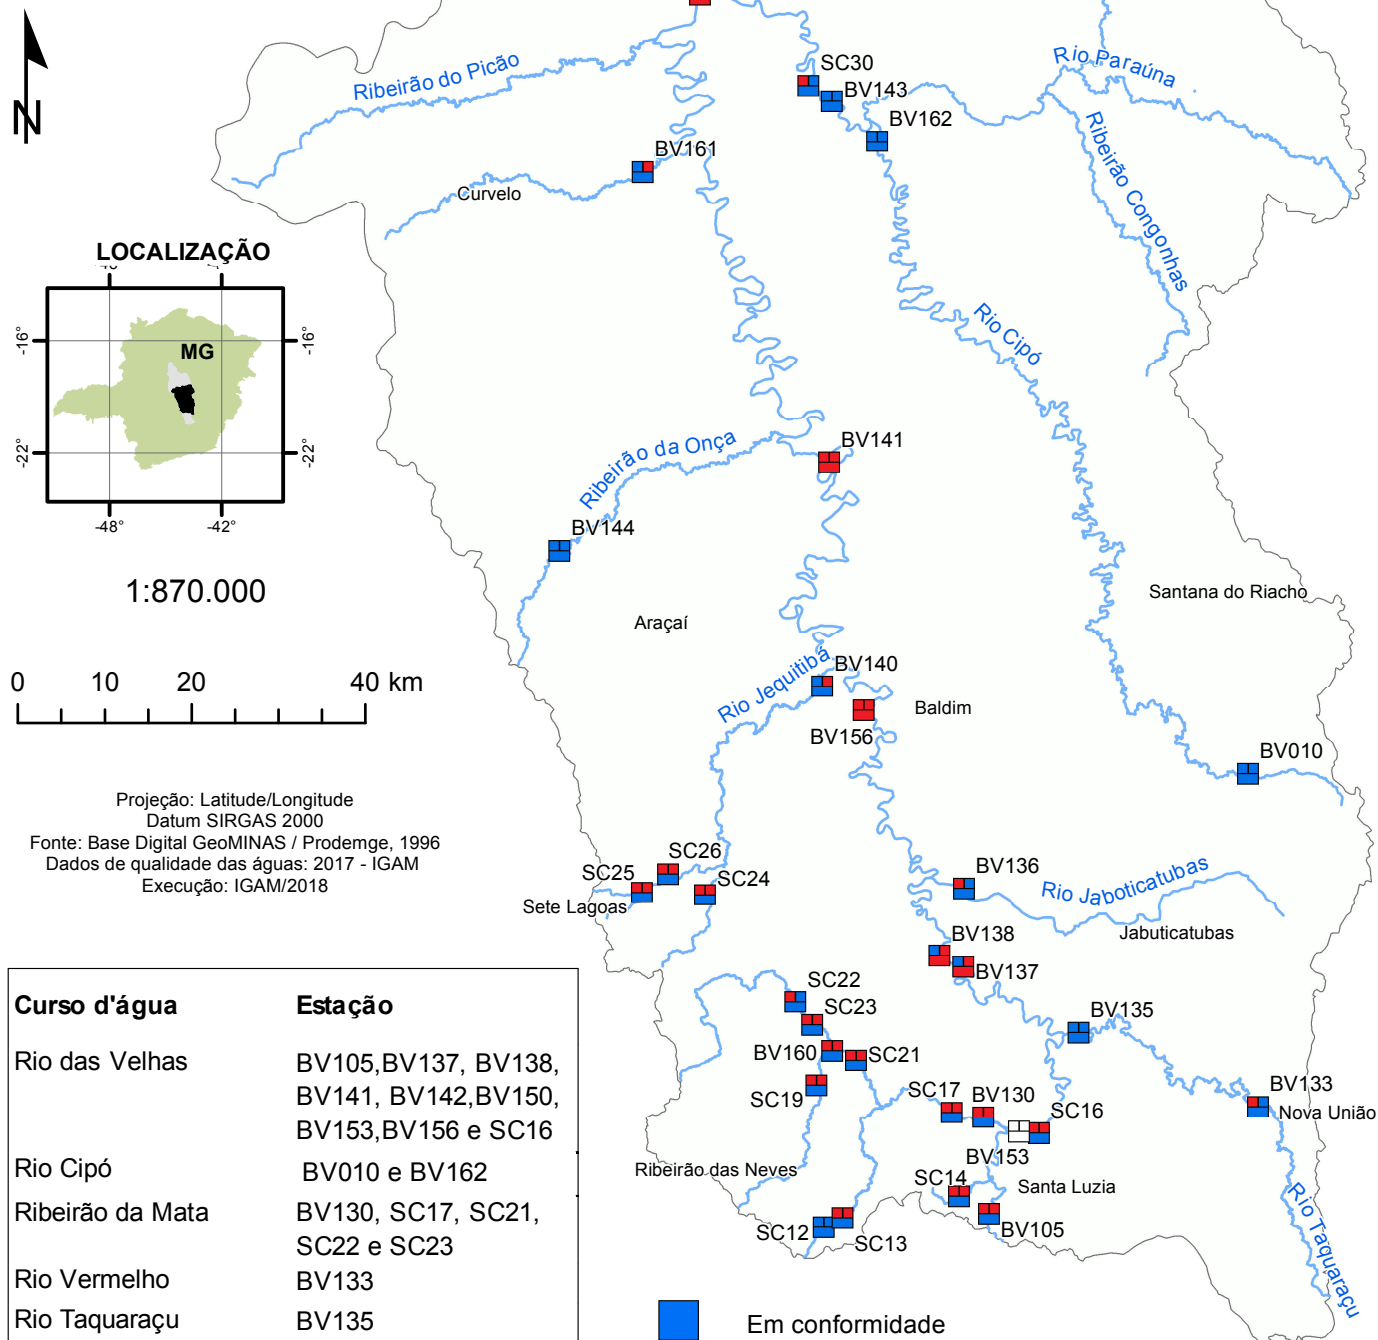 N
Ribeirão do Picão
SC30
BV143
BV162
Rio Paraúna
Ribeirão Congonhas
BV161
Curvelo
LOCALIZAÇÃO
-16°
-16°
MG
-22°
-22°
-48°
-42°
1:870.000
0 10 20 40 km
Projeção: Latitude/Longitude
Datum SIRGAS 2000
Fonte: Base Digital GeoMINAS / Prodemge, 1996
Dados de qualidade das águas: 2017 - IGAM
Execução: IGAM/2018
Rio Cipó
Ribeirão da Onça
BV141
BV144
Santana do Riacho
Araçaí
Rio Jequitibá
BV140
BV156
Baldim
BV010
SC26
SC25
SC24
Sete Lagoas
BV136
Rio Jaboticatubas
Jabuticatubas
BV138
BV137
SC22
SC23
BV160
SC21
SC19
BV135
SC17
BV130
SC16
BV153
BV133
Nova União
Ribeirão das Neves
SC14
Santa Luzia
BV105
SC12
SC13
Rio Taquaraçu
Curso d'água Estação
Rio das Velhas BV105,BV137, BV138,
BV141, BV142,BV150,
BV153,BV156 e SC16
Rio Cipó BV010 e BV162
Ribeirão da Mata BV130, SC17, SC21,
SC22 e SC23
Rio Vermelho BV133
Rio Taquaraçu BV135
Em conformidade